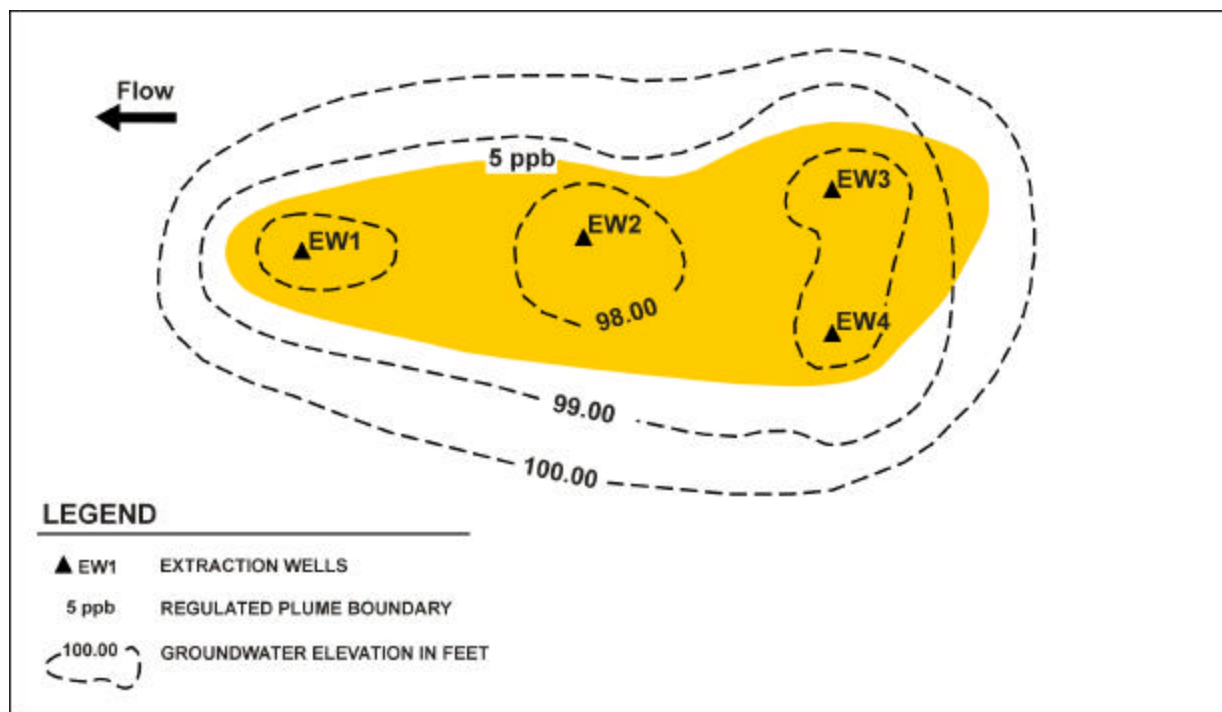 Flow
5 ppb
EW3
EW1
EW2
98.00
EW4
99.00
100.00
LEGEND
EW1 EXTRACTION WELLS
5 ppb REGULATED PLUME BOUNDARY
100.00 GROUNDWATER ELEVATION IN FEET